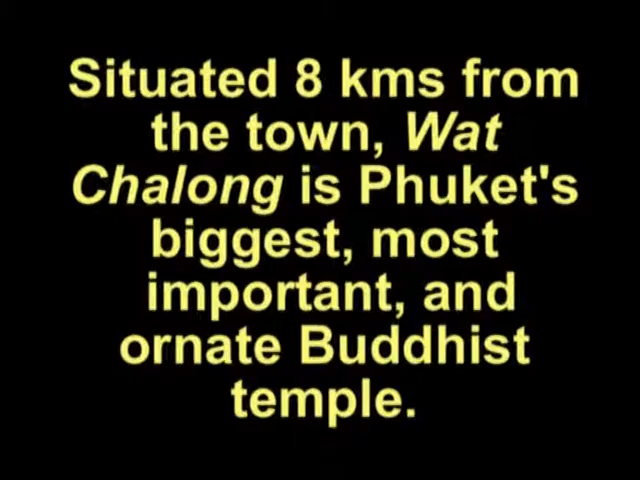 Situated 8 kms from
the town, Wat
Chalong is Phuket's
biggest, most
important, and
ornate Buddhist
temple.